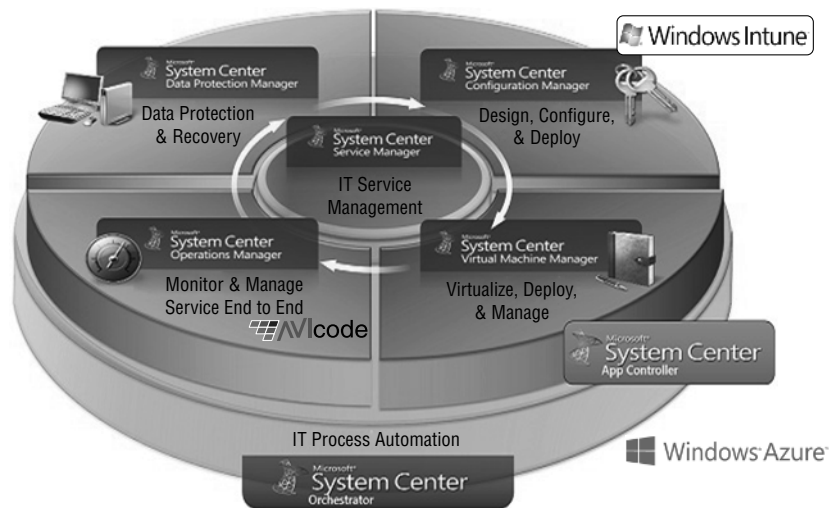 Windows Intune
Microsoft
System Center
Data Protection Manager
Data Protection
& Recovery
Microsoft
System Center
Configuration Manager
Design, Configure,
& Deploy
Microsoft
System Center
Service Manager
IT Service
Management
Microsoft
System Center
Operations Manager
Monitor & Manage
Service End to End
AVIcode
Microsoft
System Center
Virtual Machine Manager
Virtualize, Deploy,
& Manage
Microsoft
System Center
App Controller
IT Process Automation
Microsoft
System Center
Orchestrator
Windows Azure